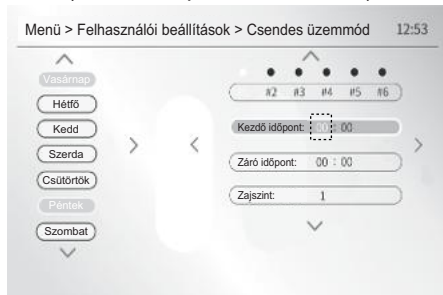 Menü > Felhasználói beállítások > Csendes üzemmód 12:53
Vasárnap
Hétfő
Kedd
Szerda
Csütörtök
Péntek
Szombat
#2 #3 #4 #5 #6
Kezdő időpont: 00 : 00
Záró időpont: 00 : 00
Zajszint: 1